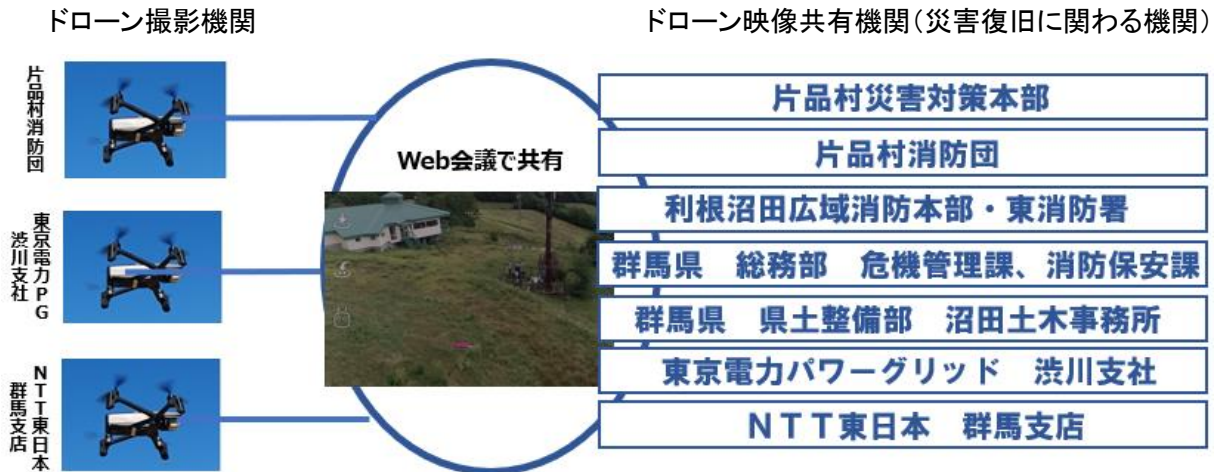 ドローン撮影機関
ドローン映像共有機関(災害復旧に関わる機関)
片品村消防団
東京電力PG
渋川支社
NTT東日本
群馬支店
Web会議で共有
片品村災害対策本部
片品村消防団
利根沼田広域消防本部・東消防署
群馬県　総務部　危機管理課、消防保安課
群馬県　県土整備部　沼田土木事務所
東京電力パワーグリッド　渋川支社
NTT東日本　群馬支店